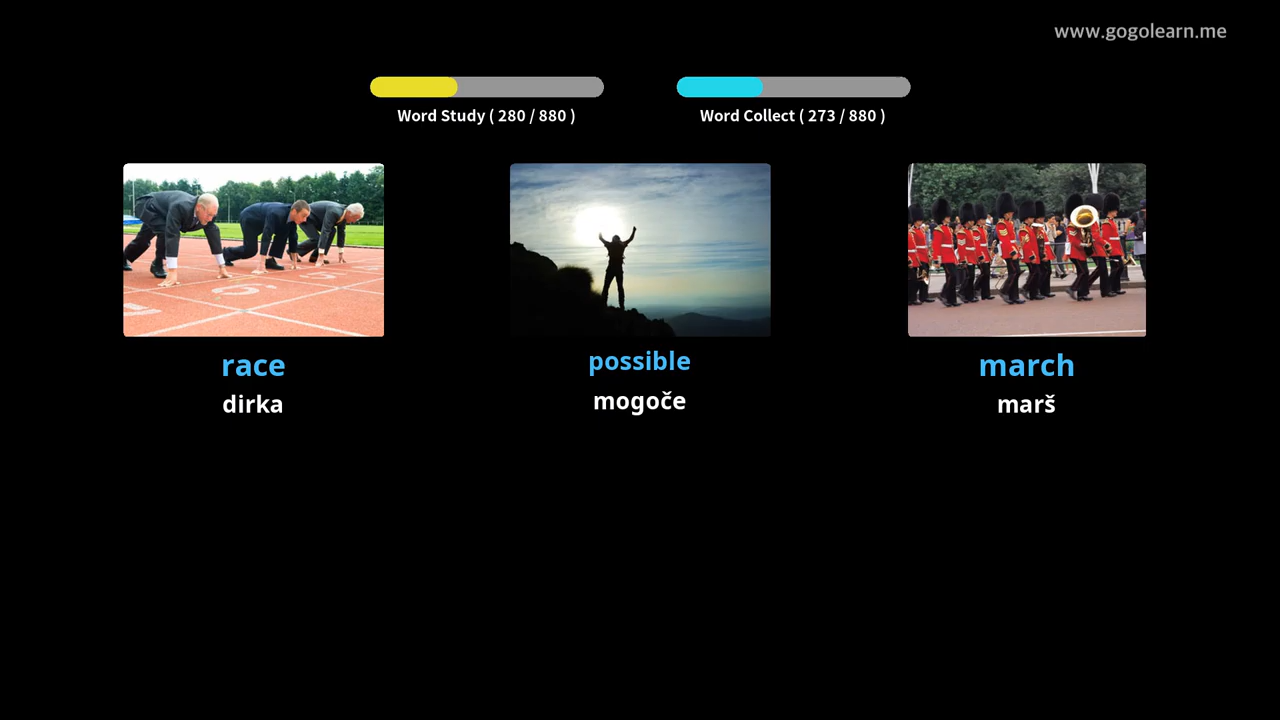 www.gogolearn.me
Word Study ( 280 / 880 )
Word Collect ( 273 / 880 )
race
dirka
possible
mogoče
march
marš